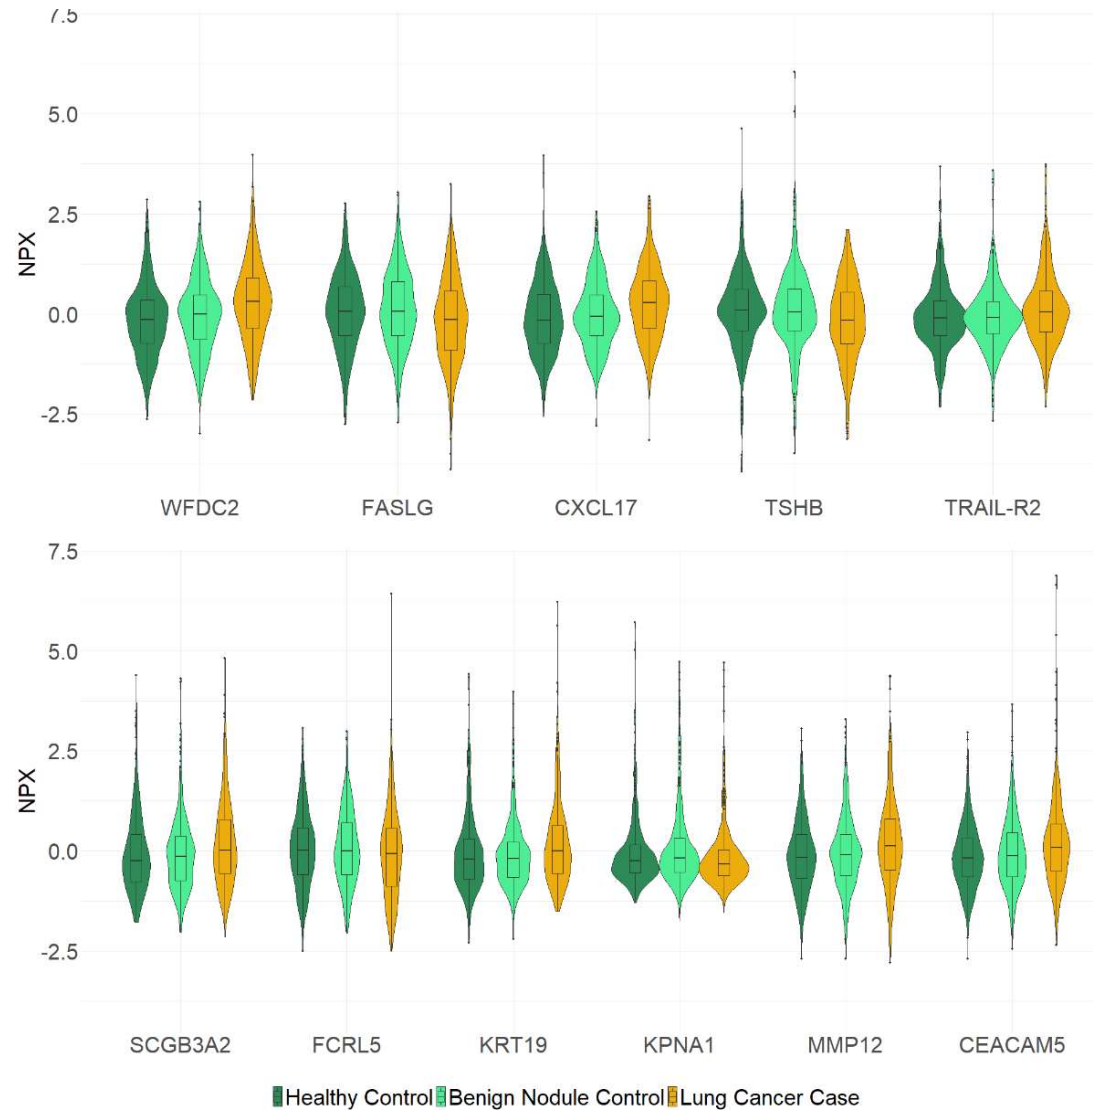 7.5
5.0
2.5
0.0
-2.5
NPX
WFDC2 FASLG CXCL17 TSHB TRAIL-R2
7.5
5.0
2.5
0.0
-2.5
NPX
SCGB3A2 FCRL5 KRT19 KPNA1 MMP12 CEACAM5
Healthy Control Benign Nodule Control Lung Cancer Case